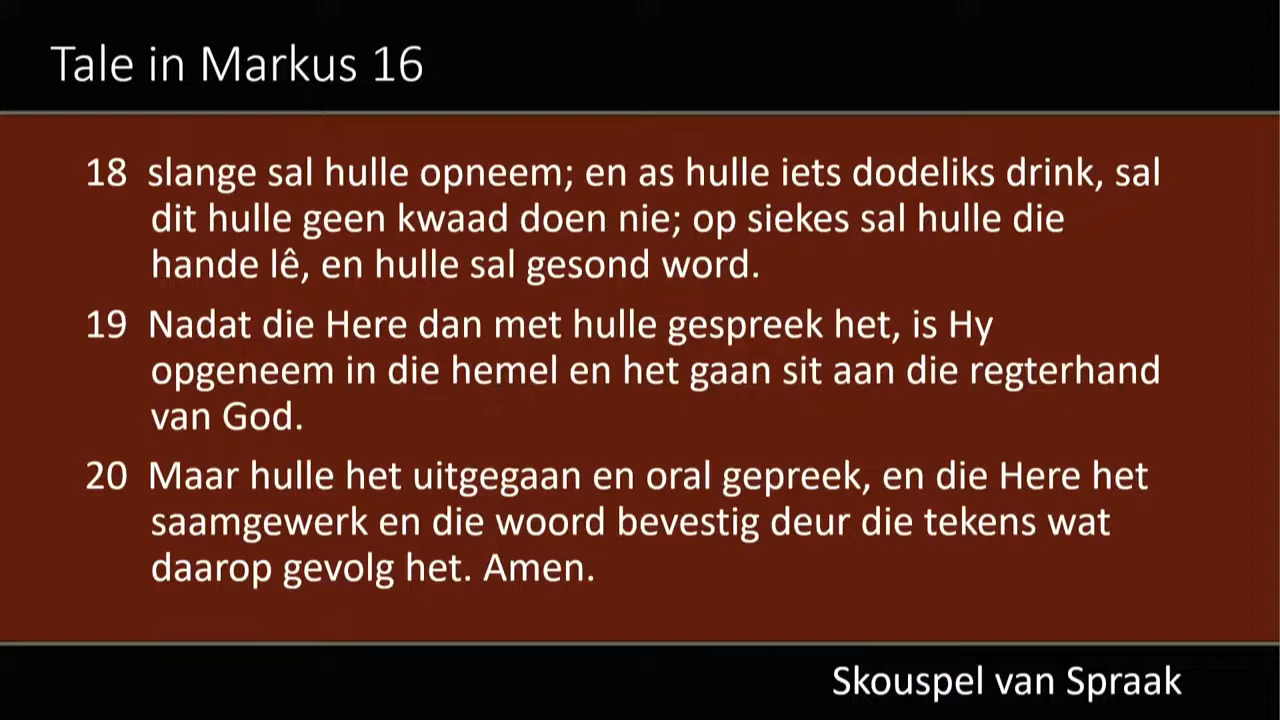 Tale in Markus 16
18 slange sal hulle opneem; en as hulle iets dodeliks drink, sal
dit hulle geen kwaad doen nie; op siekes sal hulle die
hande lê, en hulle sal gesond word.
19 Nadat die Here dan met hulle gespreek het, is Hy
opgeneem in die hemel en het gaan sit aan die regterhand
van God.
20 Maar hulle het uitgegaan en oral gepreek, en die Here het
saamgewerk en die woord bevestig deur die tekens wat
daarop gevolg het. Amen.
Skouspel van Spraak